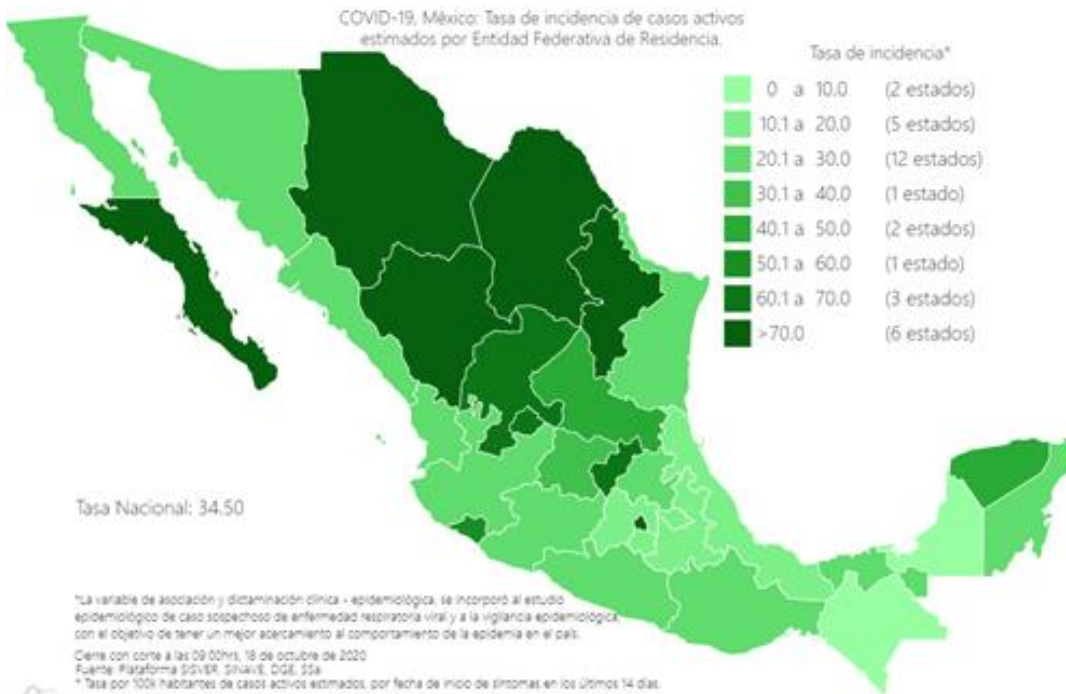 COVID-19, México: Tasa de incidencia de casos activos
estimados por Entidad Federativa de Residencia.
Tasa de incidencia*
0 a 10.0 (2 estados)
10.1 a 20.0 (5 estados)
20.1 a 30.0 (12 estados)
30.1 a 40.0 (1 estado)
40.1 a 50.0 (2 estados)
50.1 a 60.0 (1 estado)
60.1 a 70.0 (3 estados)
>70.0 (6 estados)
Tasa Nacional: 34.50
*La variable de asociación y dictaminación clínica - epidemiológica, se incorporó al estudio
epidemiológico de caso sospechoso de enfermedad respiratoria viral y a la vigilancia epidemiológica,
con el objetivo de tener un mejor acercamiento al comportamiento de la epidemia en el país.
Cierre con corte a las 09:00hrs, 18 de octubre de 2020
Fuente: Plataforma SISVER, SINAVE, DGE, SSa.
* Tasa por 100k habitantes de casos activos estimados, por fecha de inicio de síntomas en los últimos 14 días.